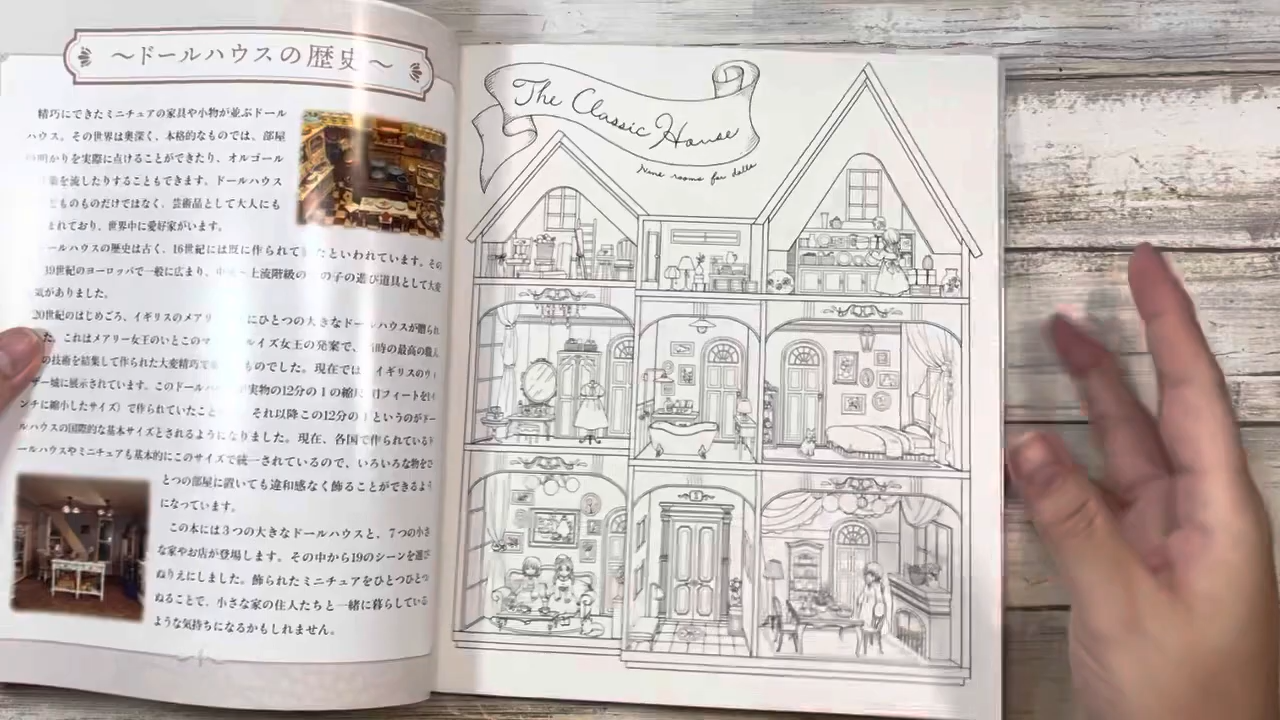 〜ドールハウスの歴史〜
精巧にできたミニチュアの家具や小物が並ぶドール
ハウス。その世界は奥深く、本格的なものでは、部屋
明かりを実際に点けることができたり、オルゴール
を流したりすることもできます。ドールハウス
どものものだけではなく、芸術品として大人にも
まれており、世界中に愛好家がいます。
ールハウスの歴史は古く、16世紀には既に作られて たといわれています。その
19世紀のヨーロッパで一般に広まり、中 〜上流階級の の子の遊び道具として大変
気がありました。
20世紀のはじめごろ、イギリスのメアリ にひとつの大きなドー ハウスが贈られ
た。これはメアリー女王のいとこのマ ルイズ女王の発案で、当時の最高の職人
の技術を結集して作られた大変精巧で ものでした。現在では イギリスのウィ
ザー城に展示されています。このドールハ 実物の12分の1の縮尺 1フィートを1イ
ンチに縮小したサイズ）で作られていたこと それ以降この12分の1というのがドー
ルハウスの国際的な基本サイズとされるようになりました。現在、各国で作られているド
ールハウスやミニチュアも基本的にこのサイズで統一されているので、いろいろな物をひ
とつの部屋に置いても違和感なく飾ることができるよう
になっています。
この本には3つの大きなドールハウスと、7つの小さ
な家やお店が登場します。その中から19のシーンを選び
ぬりえにしました。飾られたミニチュアをひとつひとつ
ぬることで、小さな家の住人たちと一緒に暮らしている
ような気持ちになるかもしれません。
The Classic House
Nine rooms for dolls